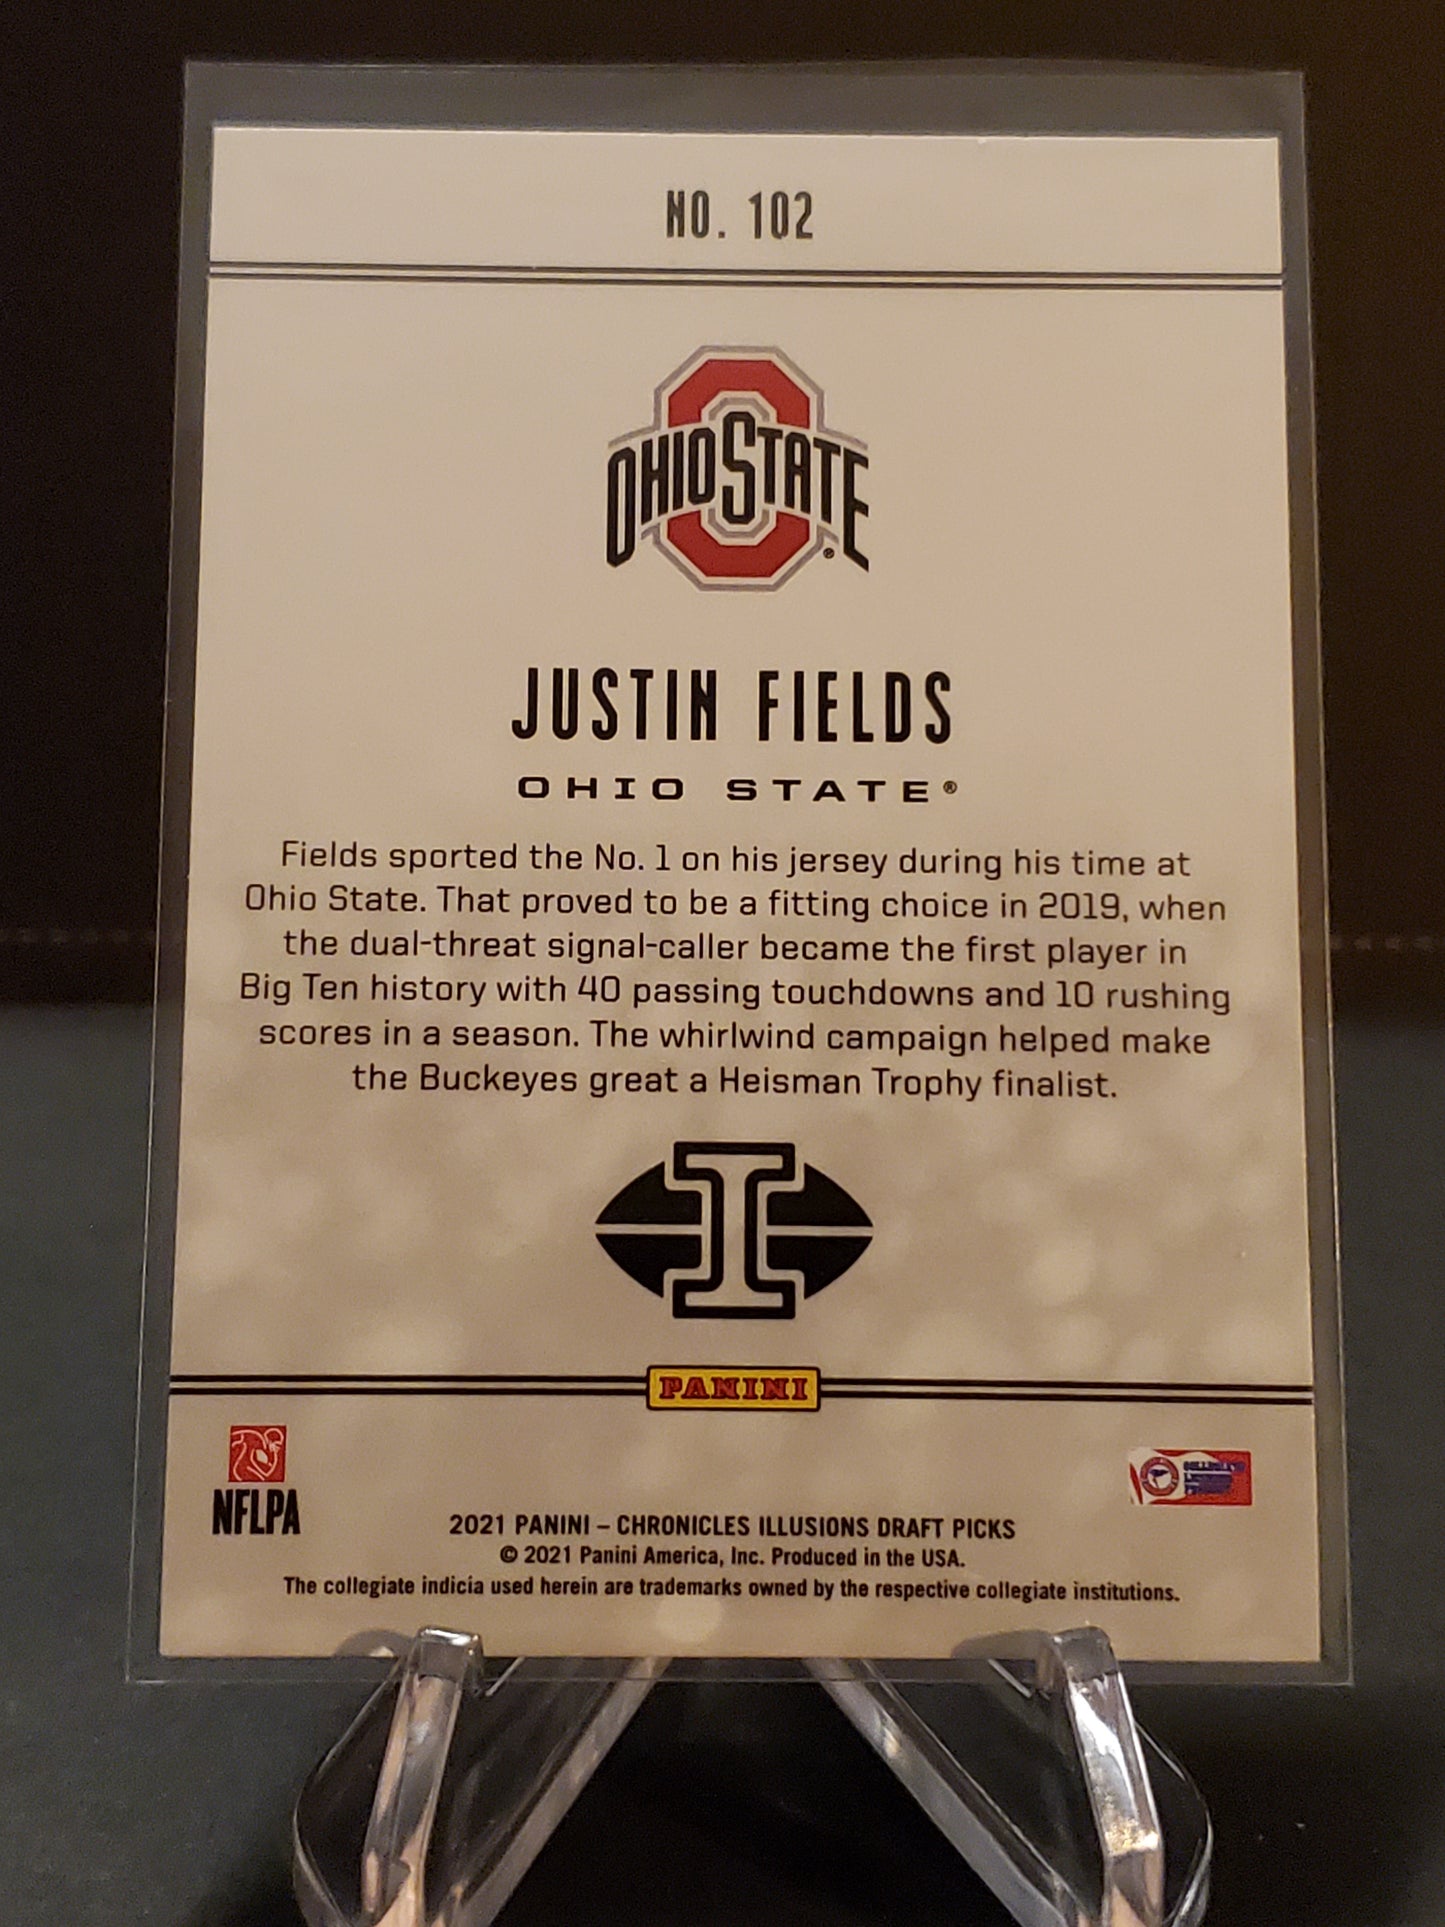 NO. 102
OHIO STATE ®
JUSTIN FIELDS
OHIO STATE®
Fields sported the No. 1 on his jersey during his time at
Ohio State. That proved to be a fitting choice in 2019, when
the dual-threat signal-caller became the first player in
Big Ten history with 40 passing touchdowns and 10 rushing
scores in a season. The whirlwind campaign helped make
the Buckeyes great a Heisman Trophy finalist.
I
PANINI
NFLPA
2021 PANINI – CHRONICLES ILLUSIONS DRAFT PICKS
© 2021 Panini America, Inc. Produced in the USA.
The collegiate indicia used herein are trademarks owned by the respective collegiate institutions.